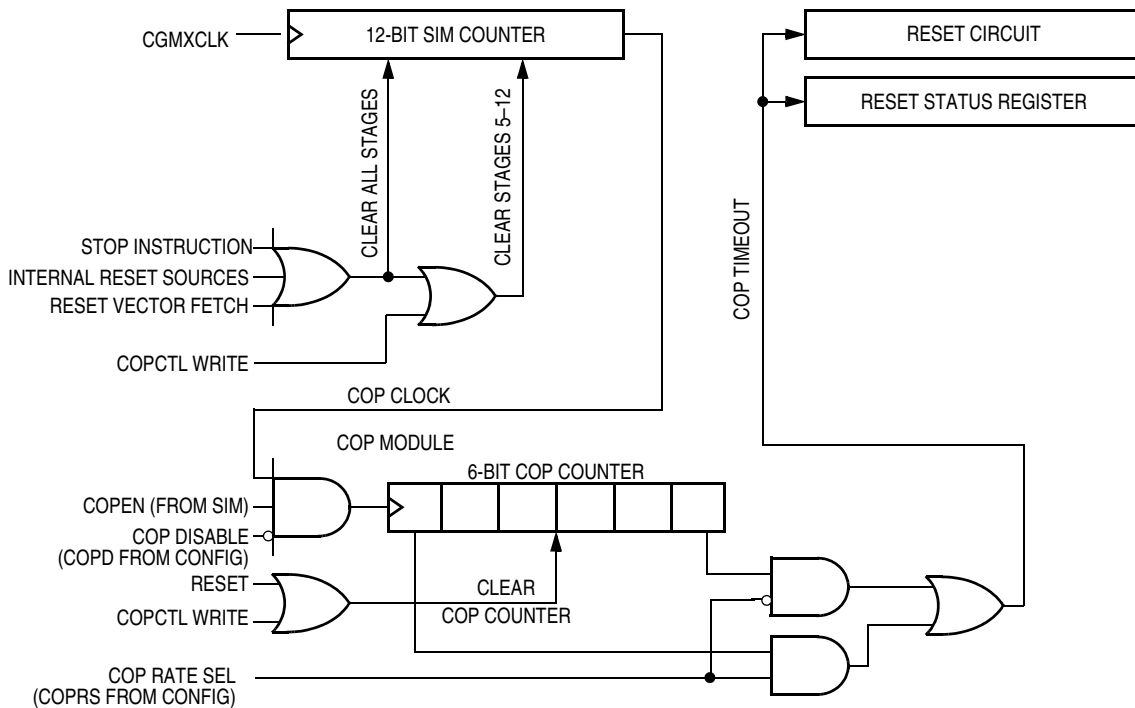 CGMXCLK
12-BIT SIM COUNTER
RESET CIRCUIT
RESET STATUS REGISTER
CLEAR ALL STAGES
CLEAR STAGES 5–12
COP TIMEOUT
STOP INSTRUCTION
INTERNAL RESET SOURCES
RESET VECTOR FETCH
COPCTL WRITE
COP CLOCK
COP MODULE
6-BIT COP COUNTER
COPEN (FROM SIM)
COP DISABLE
(COPD FROM CONFIG)
RESET
COPCTL WRITE
CLEAR
COP COUNTER
COP RATE SEL
(COPRS FROM CONFIG)